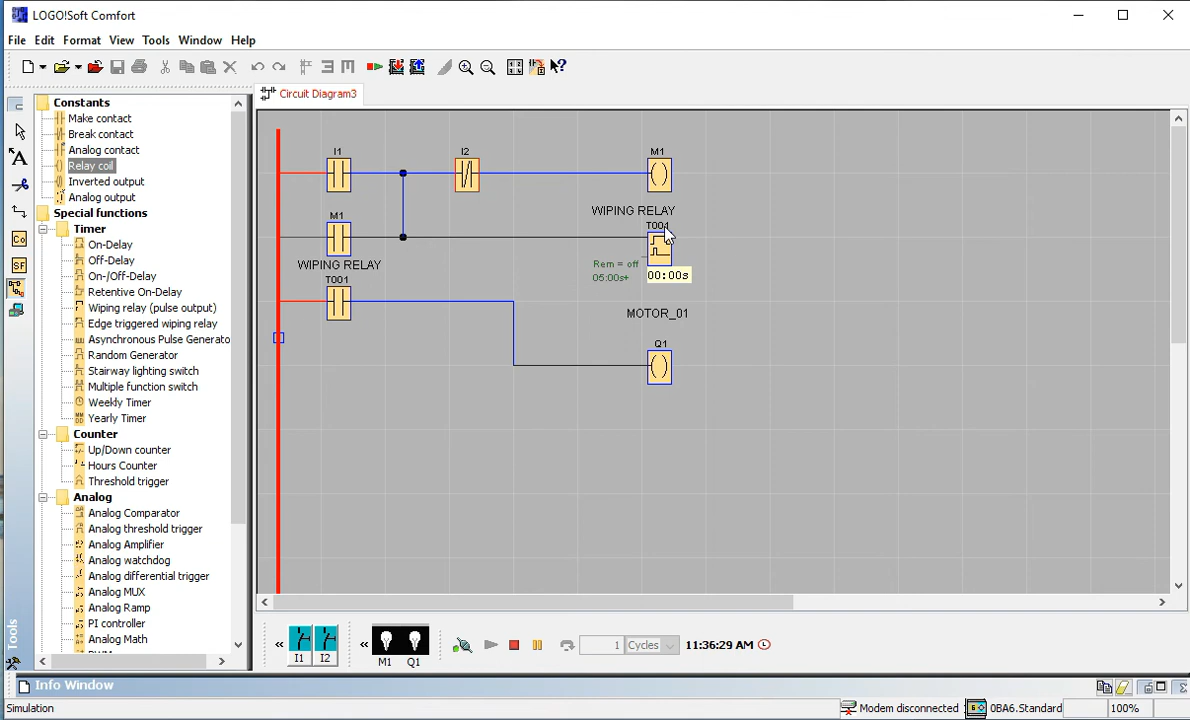 LOGO!Soft Comfort
File Edit Format View Tools Window Help
Circuit Diagram3
Constants
Make contact
Break contact
Analog contact
Relay coil
Inverted output
Analog output
Special functions
Timer
On-Delay
Off-Delay
On-/Off-Delay
Retentive On-Delay
Wiping relay (pulse output)
Edge triggered wiping relay
Asynchronous Pulse Generato
Random Generator
Stairway lighting switch
Multiple function switch
Weekly Timer
Yearly Timer
Counter
Up/Down counter
Hours Counter
Threshold trigger
Analog
Analog Comparator
Analog threshold trigger
Analog Amplifier
Analog watchdog
Analog differential trigger
Analog MUX
Analog Ramp
PI controller
Analog Math
A
Co
SF
Tools
I1 I2 M1
WIPING RELAY
M1 T001
WIPING RELAY
Rem = off
05:00s+
00:00s
T001
MOTOR_01
Q1
« I1 I2 « M1 Q1 1 Cycles 11:36:29 AM
Info Window
Simulation Modem disconnected 0BA6.Standard 100%